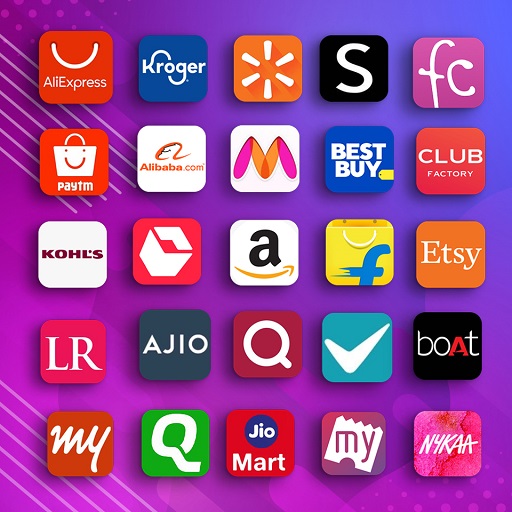 AliExpress
Kroger
S
fc
paytm
Alibaba.com
M
BEST
BUY
CLUB
FACTORY
KOHL'S
a
f
Etsy
LR
AJIO
Q
boAt
my
Q
Jio
Mart
my
NYKAA